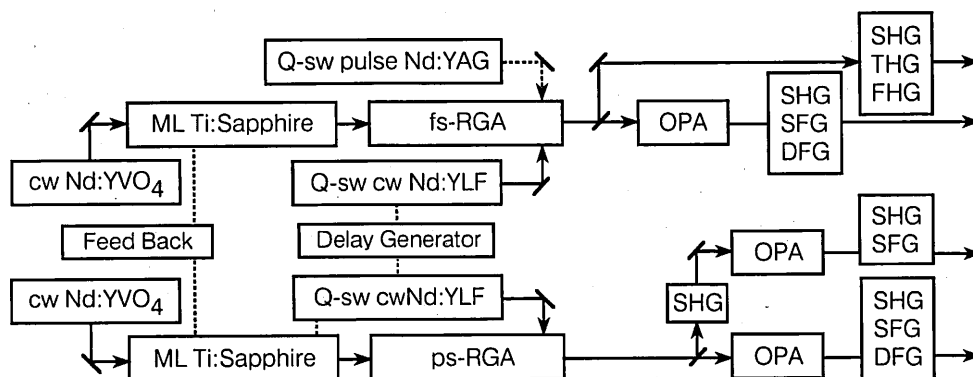 Q-sw pulse Nd:YAG
SHG
THG
FHG
ML Ti:Sapphire
fs-RGA
OPA
SHG
SFG
DFG
cw Nd:YVO4
Q-sw cw Nd:YLF
Feed Back
Delay Generator
OPA
SHG
SFG
cw Nd:YVO4
Q-sw cwNd:YLF
SHG
ML Ti:Sapphire
ps-RGA
OPA
SHG
SFG
DFG